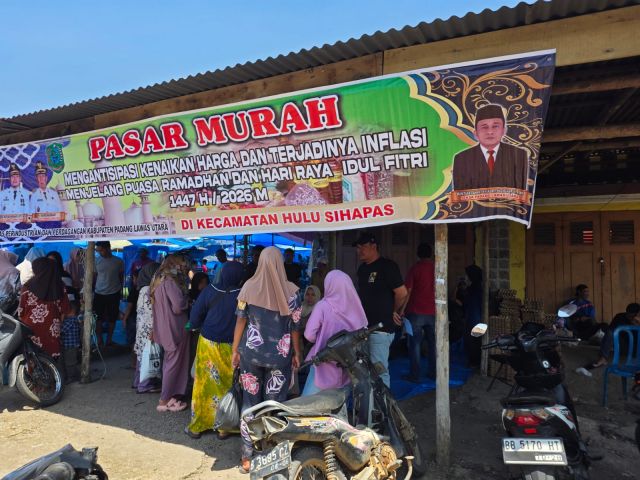 PASAR MURAH
MENGANTISIPASI KENAIKAN HARGA DAN TERJADINYA INFLASI
MENJELANG PUASA RAMADHAN DAN HARI RAYA IDUL FITRI
1447 H / 2026 M
DI KECAMATAN HULU SIHAPAS
PERINDUSTRIAN DAN PERDAGANGAN KABUPATEN PADANG LAWAS UTARA
BB 5170 HT